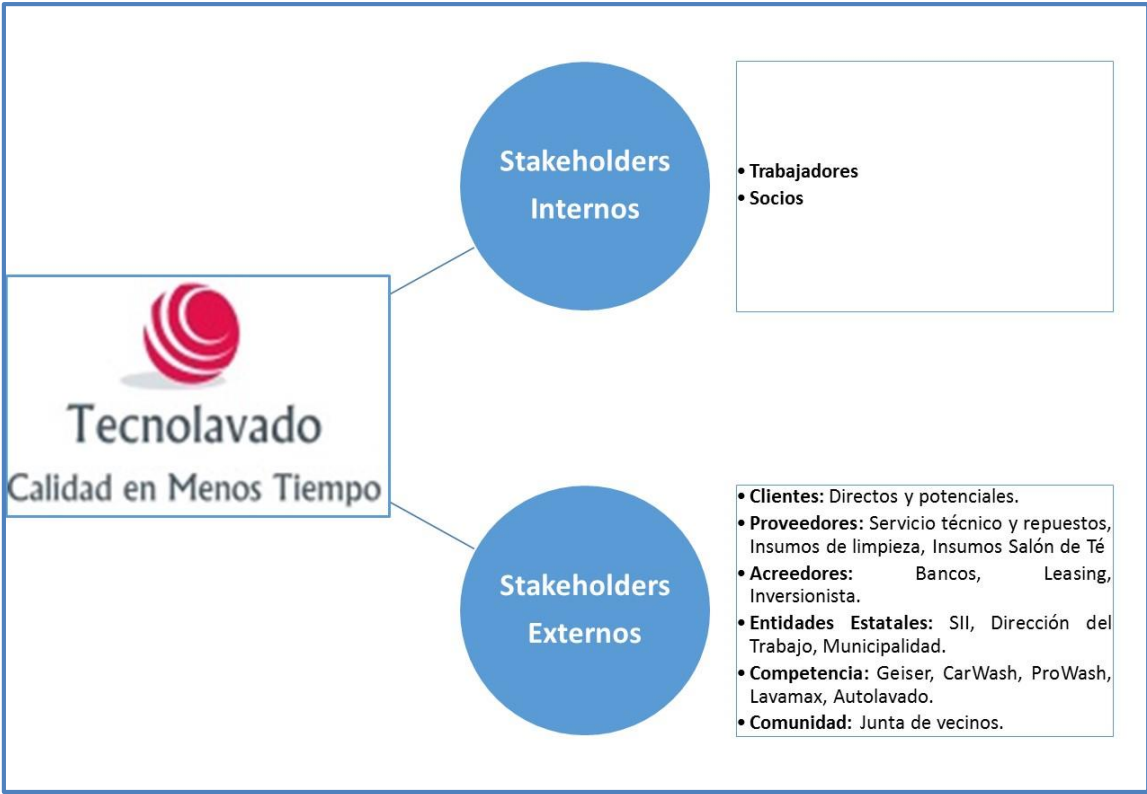 Stakeholders
Internos
• Trabajadores
• Socios
Tecnolavado
Calidad en Menos Tiempo
Stakeholders
Externos
• Clientes: Directos y potenciales.
• Proveedores: Servicio técnico y repuestos,
Insumos de limpieza, Insumos Salón de Té
• Acreedores: Bancos, Leasing,
Inversionista.
• Entidades Estatales: SII, Dirección del
Trabajo, Municipalidad.
• Competencia: Geiser, CarWash, ProWash,
Lavamax, Autolavado.
• Comunidad: Junta de vecinos.